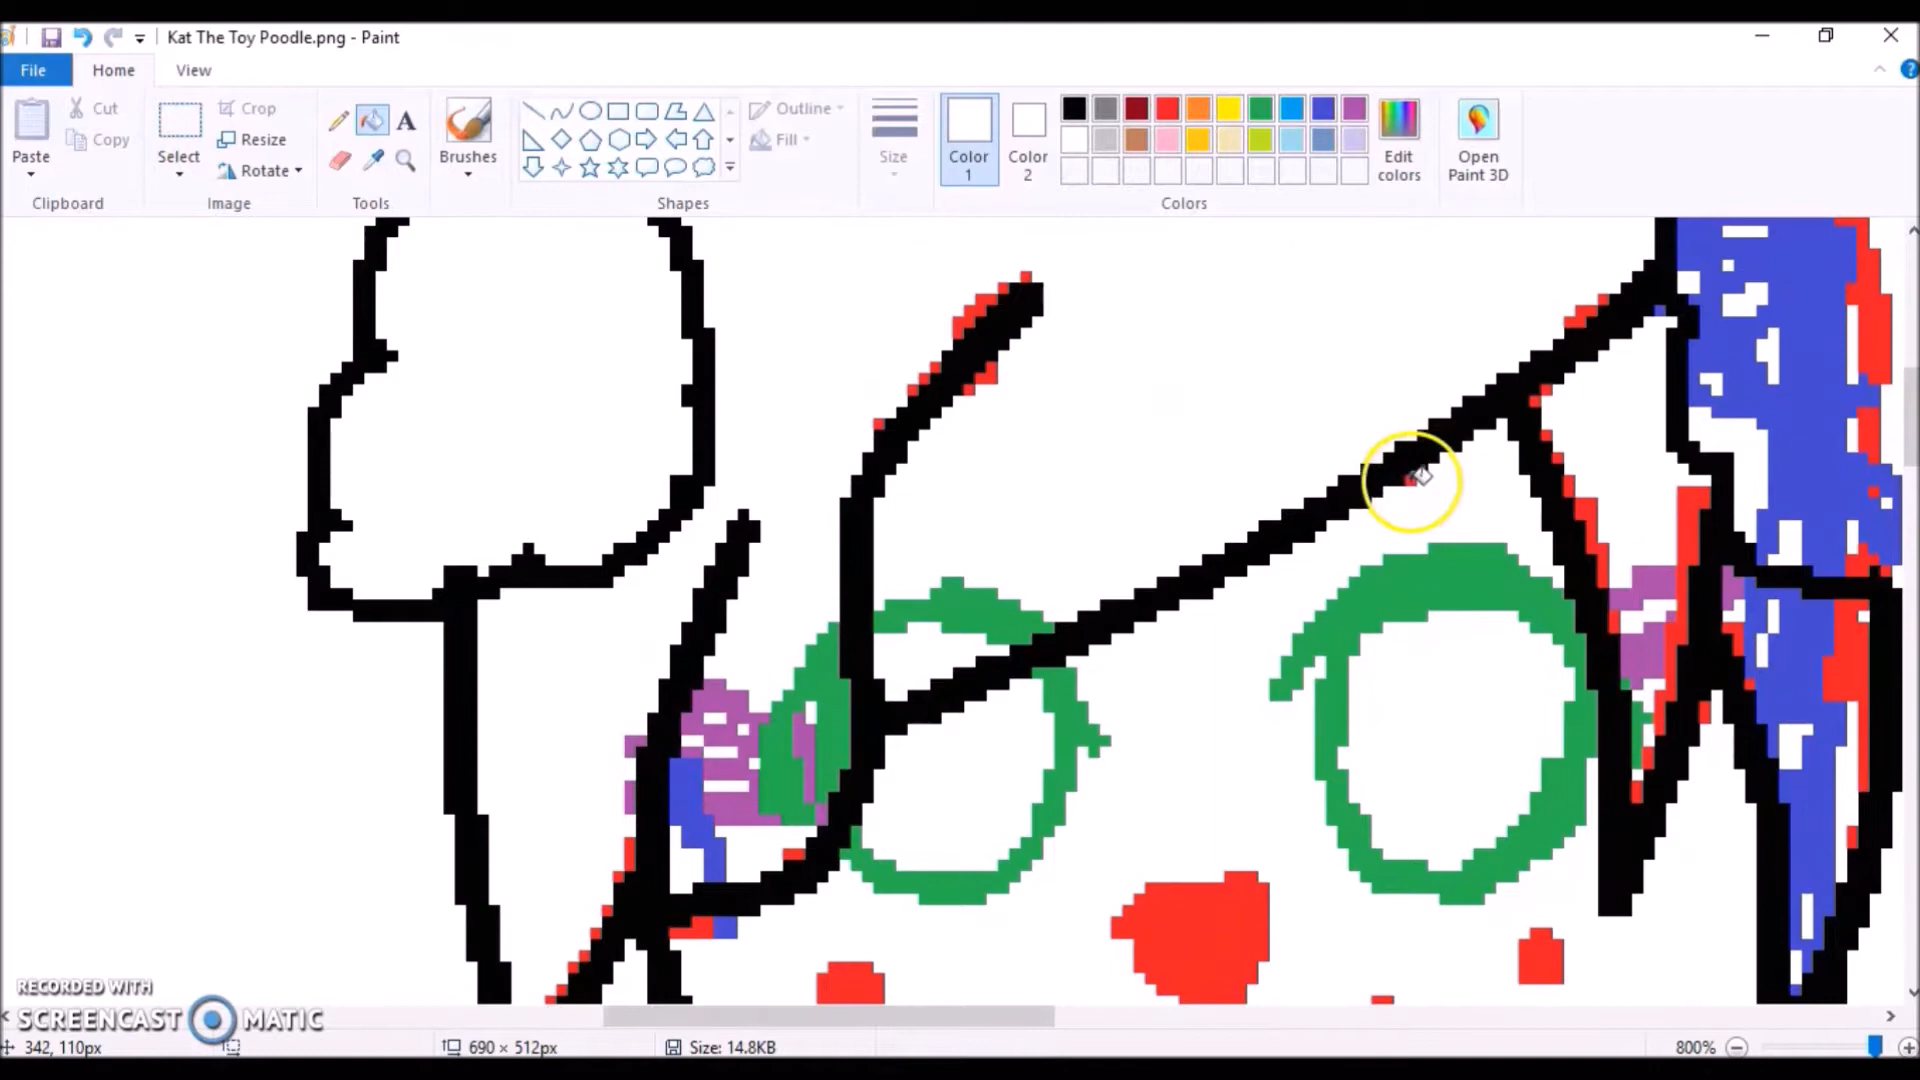 Kat The Toy Poodle.png - Paint
File Home View
Paste
Cut
Copy
Clipboard
Select
Crop
Resize
Rotate
Image
A
Tools
Brushes
Shapes
Outline
Fill
Size
Color 1
Color 2
Colors
Edit colors
Open Paint 3D
?
RECORDED WITH
SCREENCAST MATIC
342, 110px
690 × 512px
Size: 14.8KB
800%